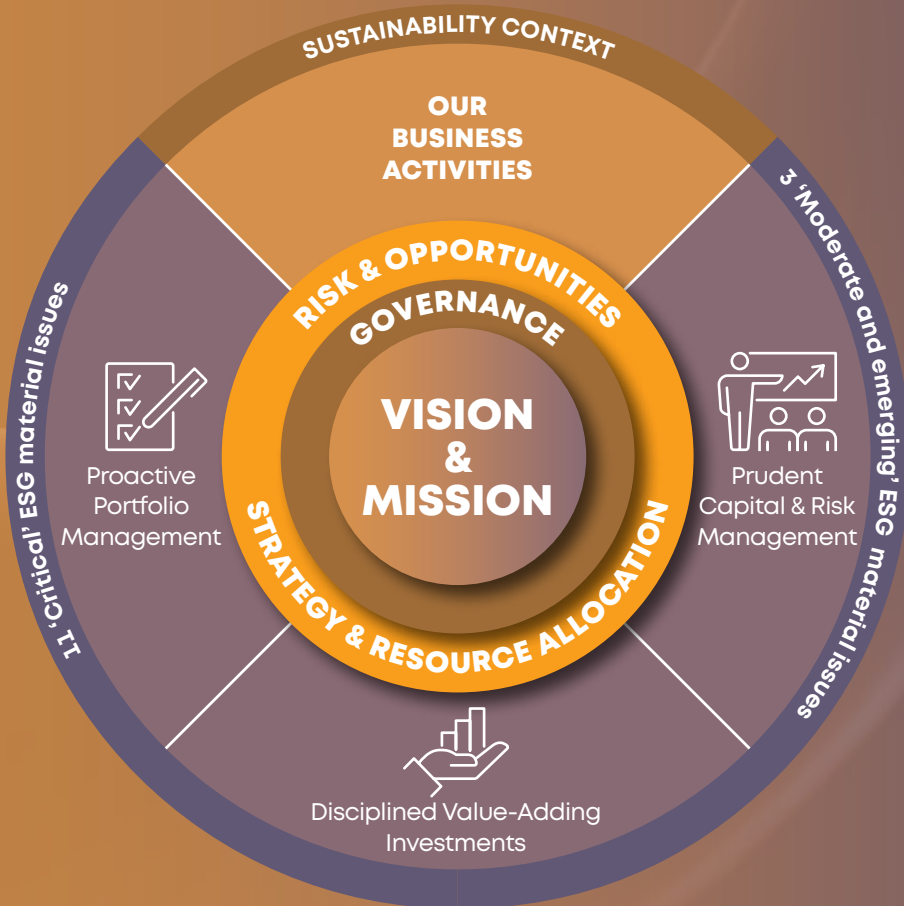 SUSTAINABILITY CONTEXT
OUR
BUSINESS
ACTIVITIES
RISK & OPPORTUNITIES
GOVERNANCE
VISION
&
MISSION
STRATEGY & RESOURCE ALLOCATION
11 ‘Critical’ ESG material issues
Proactive
Portfolio
Management
3 ‘Moderate and emerging’ ESG material issues
Prudent
Capital & Risk
Management
Disciplined Value-Adding
Investments